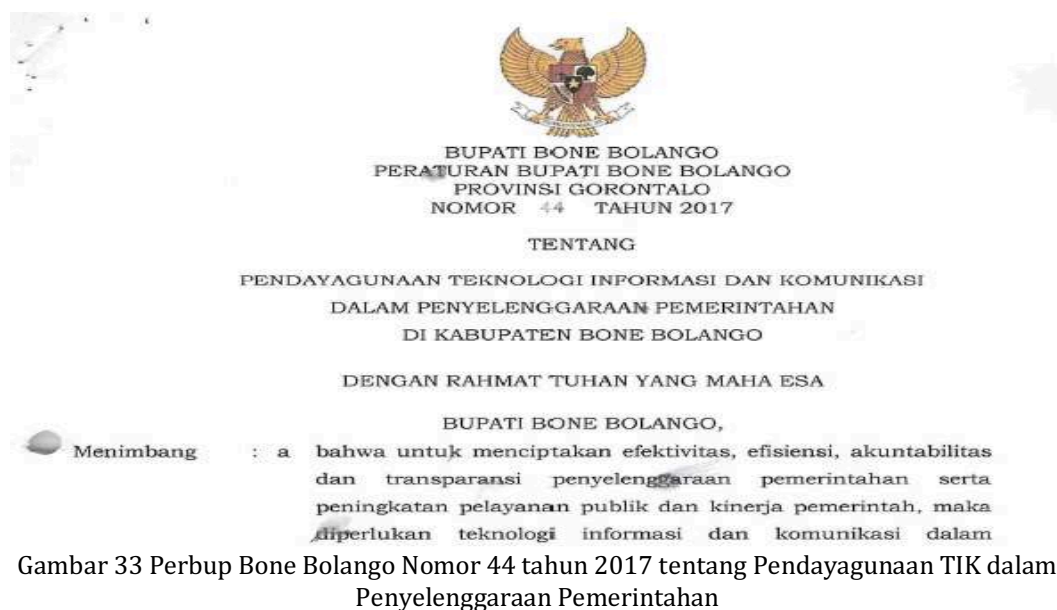 BUPATI BONE BOLANGO
PERATURAN BUPATI BONE BOLANGO
PROVINSI GORONTALO
NOMOR 44 TAHUN 2017
TENTANG
PENDAYAGUNAAN TEKNOLOGI INFORMASI DAN KOMUNIKASI
DALAM PENYELENGGARAAN PEMERINTAHAN
DI KABUPATEN BONE BOLANGO
DENGAN RAHMAT TUHAN YANG MAHA ESA
BUPATI BONE BOLANGO,
Menimbang : a bahwa untuk menciptakan efektivitas, efisiensi, akuntabilitas
dan transparansi penyelenggaraan pemerintahan serta
peningkatan pelayanan publik dan kinerja pemerintah, maka
diperlukan teknologi informasi dan komunikasi dalam
Gambar 33 Perbup Bone Bolango Nomor 44 tahun 2017 tentang Pendayagunaan TIK dalam
Penyelenggaraan Pemerintahan